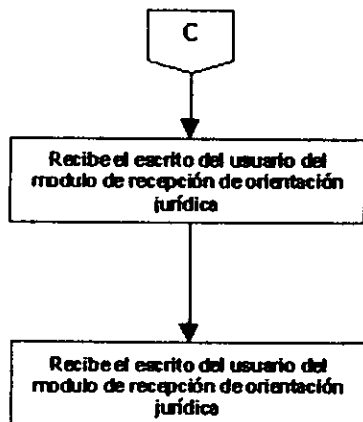 C
Recibe el escrito del usuario del
modulo de recepción de orientación
jurídica
Recibe el escrito del usuario del
modulo de recepción de orientación
jurídica